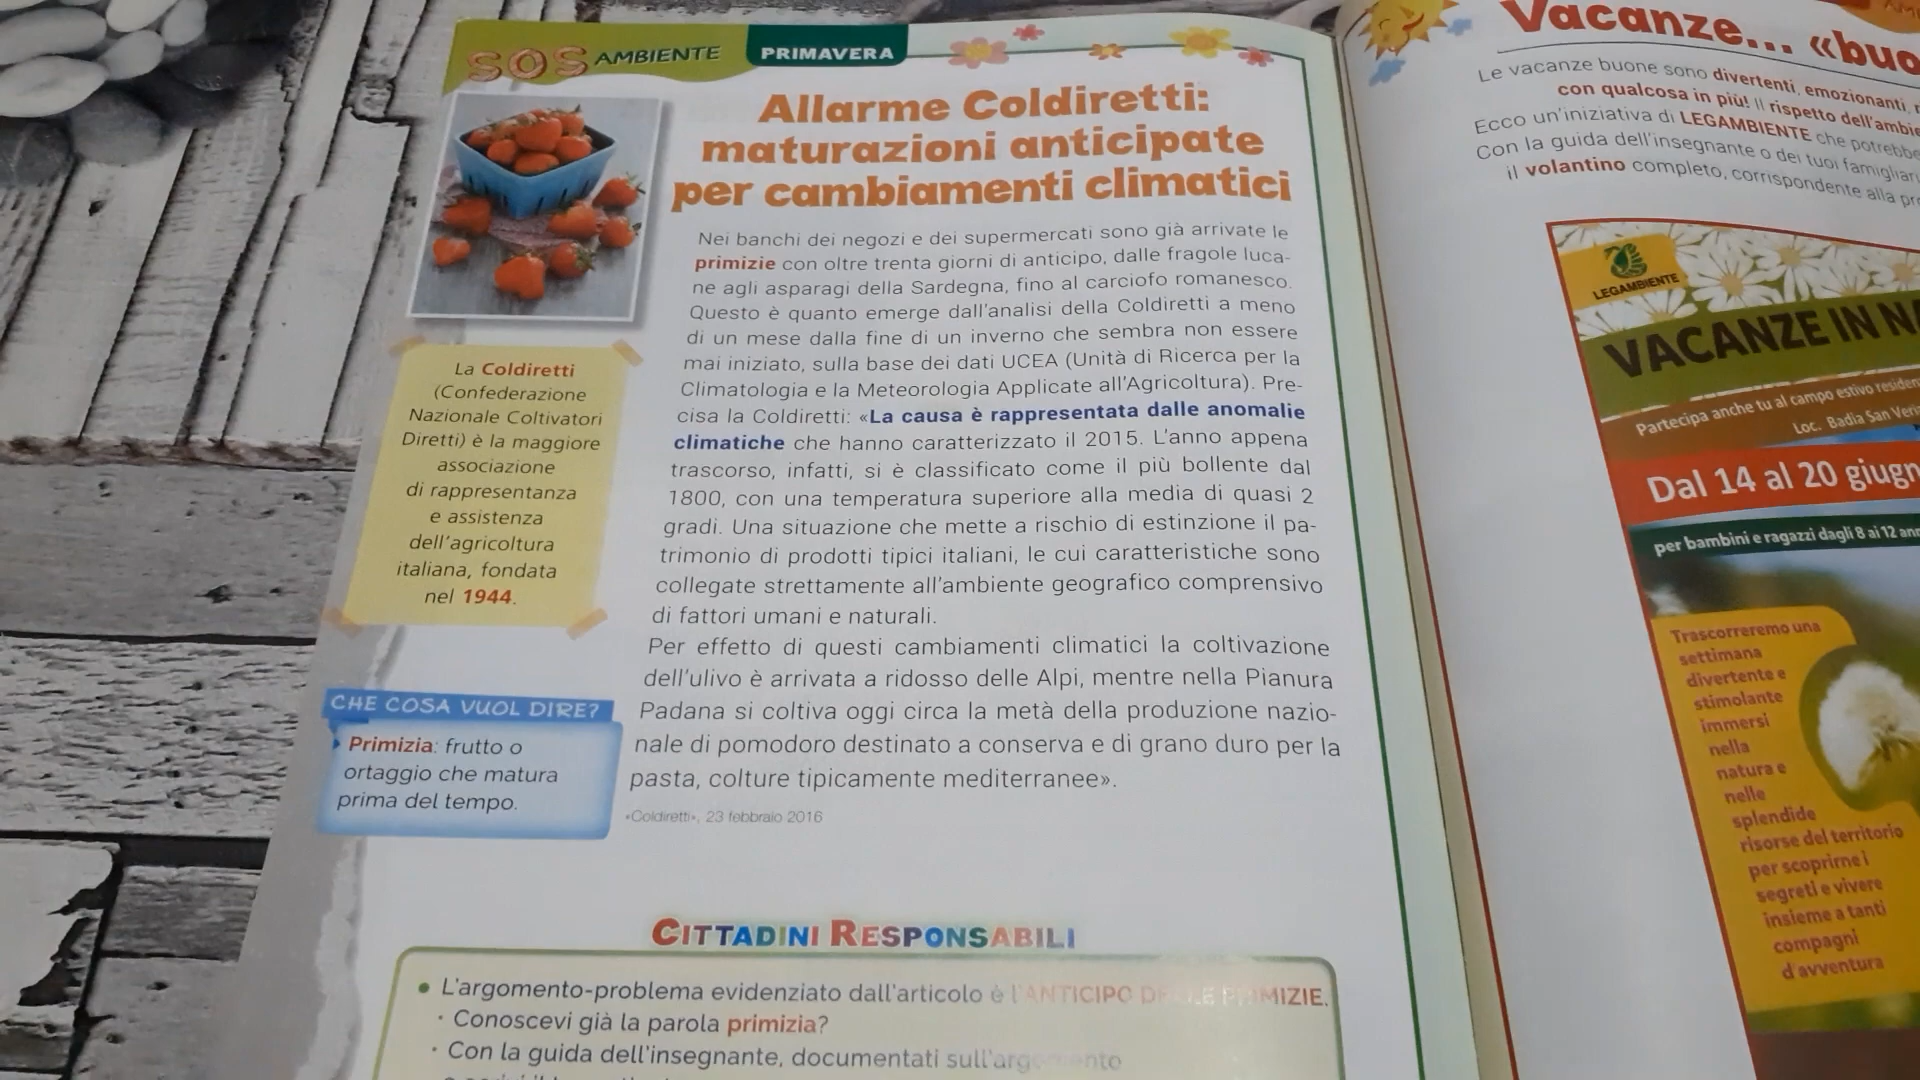 SOS AMBIENTE PRIMAVERA
Allarme Coldiretti:
maturazioni anticipate
per cambiamenti climatici
Nei banchi dei negozi e dei supermercati sono già arrivate le
primizie con oltre trenta giorni di anticipo, dalle fragole luca-
ne agli asparagi della Sardegna, fino al carciofo romanesco.
Questo è quanto emerge dall'analisi della Coldiretti a meno
di un mese dalla fine di un inverno che sembra non essere
mai iniziato, sulla base dei dati UCEA (Unità di Ricerca per la
Climatologia e la Meteorologia Applicate all'Agricoltura). Pre-
cisa la Coldiretti: «La causa è rappresentata dalle anomalie
climatiche che hanno caratterizzato il 2015. L'anno appena
trascorso, infatti, si è classificato come il più bollente dal
1800, con una temperatura superiore alla media di quasi 2
gradi. Una situazione che mette a rischio di estinzione il pa-
trimonio di prodotti tipici italiani, le cui caratteristiche sono
collegate strettamente all'ambiente geografico comprensivo
di fattori umani e naturali.
Per effetto di questi cambiamenti climatici la coltivazione
dell'ulivo è arrivata a ridosso delle Alpi, mentre nella Pianura
Padana si coltiva oggi circa la metà della produzione nazio-
nale di pomodoro destinato a conserva e di grano duro per la
pasta, colture tipicamente mediterranee».
«Coldiretti», 23 febbraio 2016
La Coldiretti
(Confederazione
Nazionale Coltivatori
Diretti) è la maggiore
associazione
di rappresentanza
e assistenza
dell'agricoltura
italiana, fondata
nel 1944.
CHE COSA VUOL DIRE?
Primizia: frutto o
ortaggio che matura
prima del tempo.
CITTADINI RESPONSABILI
• L'argomento-problema evidenziato dall'articolo è l'ANTICIPO DELLE PRIMIZIE.
· Conoscevi già la parola primizia?
· Con la guida dell'insegnante, documentati sull'argomento
Vacanze... «buo
Le vacanze buone sono divertenti, emozionanti,
con qualcosa in più! Il rispetto dell'ambie
Ecco un'iniziativa di LEGAMBIENTE che potrebbe
Con la guida dell'insegnante o dei tuoi famigliari
il volantino completo, corrispondente alla pr
LEGAMBIENTE
VACANZE IN NA
Partecipa anche tu al campo estivo residen
Loc. Badia San Ver
Dal 14 al 20 giugn
per bambini e ragazzi dagli 8 ai 12 ann
Trascorreremo una
settimana
divertente e
stimolante
immersi
nella
natura e
nelle
splendide
risorse del territorio
per scoprirne i
segreti e vivere
insieme a tanti
compagni
d'avventura